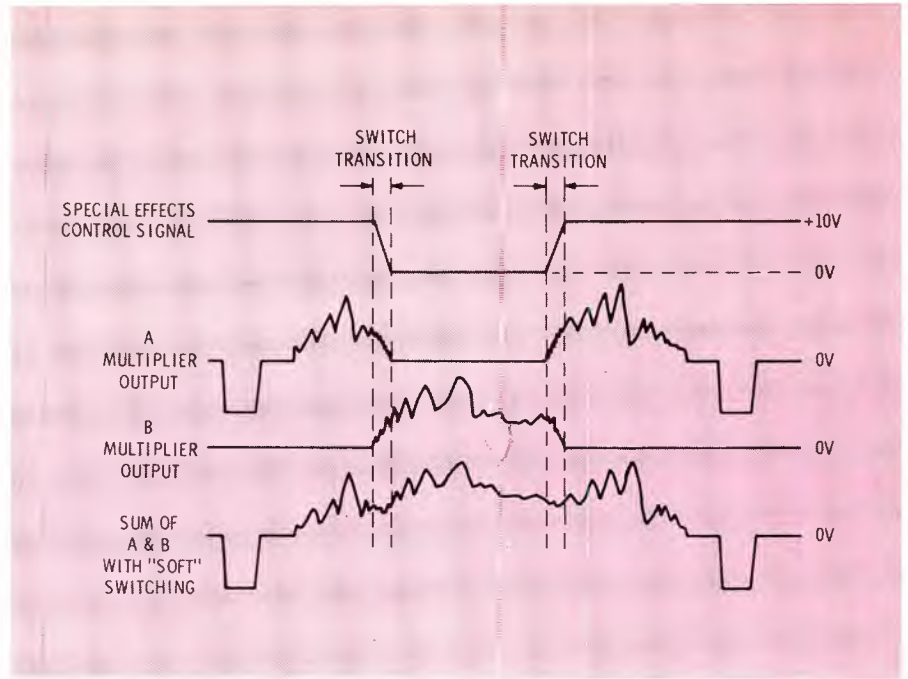 SWITCH
TRANSITION
SWITCH
TRANSITION
SPECIAL EFFECTS
CONTROL SIGNAL
+10V
0V
A
MULTIPLIER
OUTPUT
0V
B
MULTIPLIER
OUTPUT
0V
SUM OF
A & B
WITH "SOFT"
SWITCHING
0V